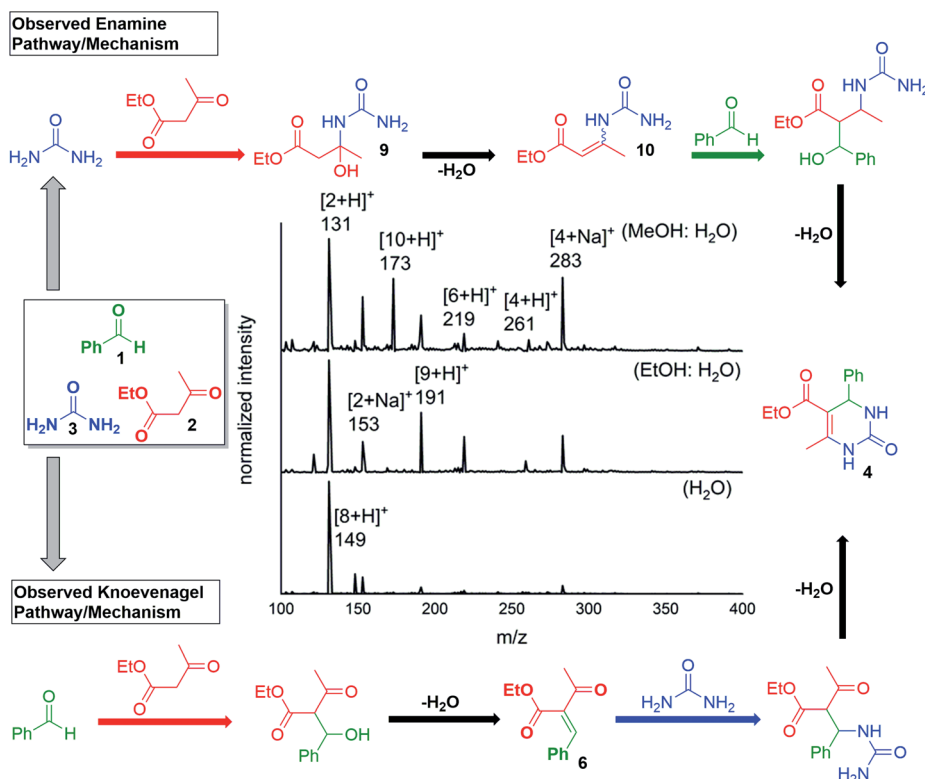 Observed Enamine
Pathway/Mechanism
O
H₂N NH₂
EtO
O
O
O
EtO
O
HN
NH₂
OH
9
-H₂O
O
EtO
O
HN
NH₂
10
O
Ph H
O
EtO
O
HN
NH₂
HO Ph
-H₂O
O
Ph H
1
O
H₂N NH₂
3
EtO
O
O
2
normalized intensity
[2+H]⁺
131
[10+H]⁺
173
[6+H]⁺
219
[4+H]⁺
261
[4+Na]⁺
283
(MeOH: H₂O)
[2+Na]⁺
153
[9+H]⁺
191
(EtOH: H₂O)
[8+H]⁺
149
(H₂O)
100 150 200 250 300 350 400
m/z
O
EtO
Ph
NH
N
H
O
4
-H₂O
Observed Knoevenagel
Pathway/Mechanism
O
Ph H
EtO
O
O
EtO
O
O
OH
Ph
-H₂O
EtO
O
O
Ph
6
O
H₂N NH₂
EtO
O
O
Ph NH
O
H₂N